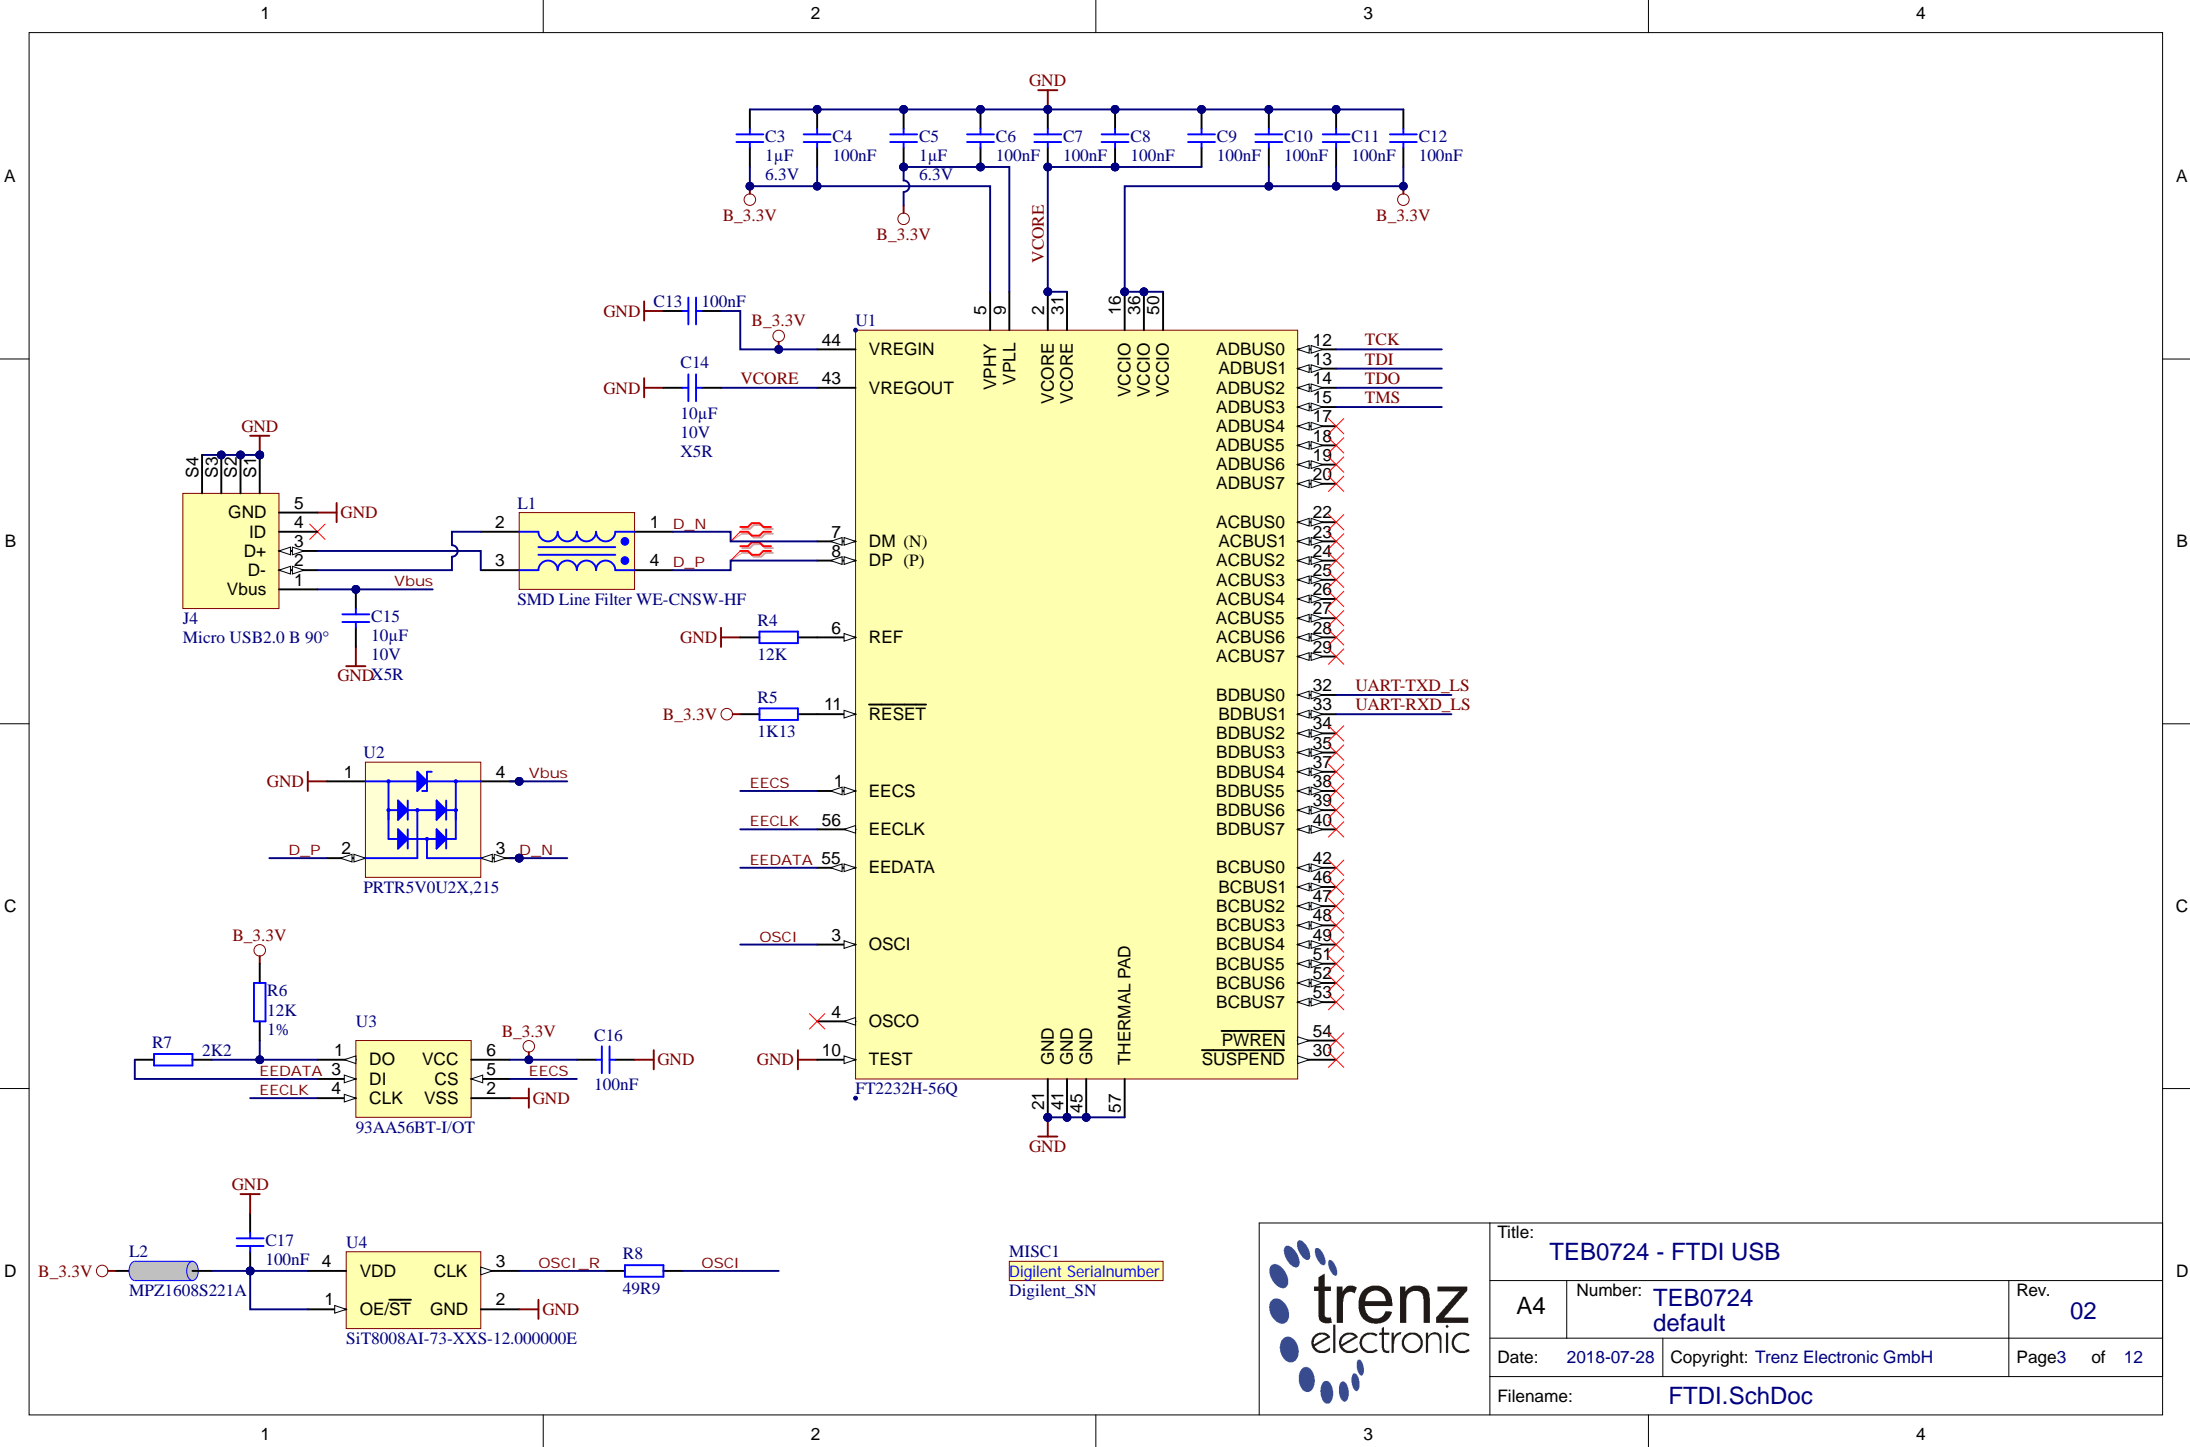 1 2 3 4
A A
B B
C C
D D
1 2 3 4
GND
C3 1µF 6.3V
C4 100nF
C5 1µF 6.3V
C6 100nF
C7 100nF
C8 100nF
C9 100nF
C10 100nF
C11 100nF
C12 100nF
B_3.3V
B_3.3V
VCORE
B_3.3V
GND C13 100nF
B_3.3V
GND C14 VCORE
10µF
10V
X5R
U1
5 VPHY
9 VPLL
2 VCORE
31 VCORE
16 VCCIO
36 VCCIO
50 VCCIO
44 VREGIN
43 VREGOUT
7 DM (N)
8 DP (P)
6 REF
11 RESET
1 EECS
56 EECLK
55 EEDATA
3 OSCI
4 OSCO
10 TEST
GND
EECS
EECLK
EEDATA
OSCI
ADBUS0 12 TCK
ADBUS1 13 TDI
ADBUS2 14 TDO
ADBUS3 15 TMS
ADBUS4 17
ADBUS5 18
ADBUS6 19
ADBUS7 20
ACBUS0 22
ACBUS1 23
ACBUS2 24
ACBUS3 25
ACBUS4 26
ACBUS5 27
ACBUS6 28
ACBUS7 29
BDBUS0 32 UART-TXD_LS
BDBUS1 33 UART-RXD_LS
BDBUS2 34
BDBUS3 35
BDBUS4 37
BDBUS5 38
BDBUS6 39
BDBUS7 40
BCBUS0 42
BCBUS1 46
BCBUS2 47
BCBUS3 48
BCBUS4 49
BCBUS5 51
BCBUS6 52
BCBUS7 53
PWREN 54
SUSPEND 30
GND 21
GND 41
GND 45
THERMAL PAD 57
GND
FT2232H-56Q
GND
S4 S3 S2 S1
GND 5 GND
ID 4
D+ 3
D- 2
Vbus 1 Vbus
J4
Micro USB2.0 B 90°
C15
10µF
10V
X5R
GND
L1
2 1 D_N
3 4 D_P
SMD Line Filter WE-CNSW-HF
GND R4
12K
B_3.3V R5
1K13
U2
GND 1 4 Vbus
D_P 2 3 D_N
PRTR5V0U2X,215
B_3.3V
R6
12K
1%
R7 2K2
U3
1 DO VCC 6
EEDATA 3 DI CS 5 EECS
EECLK 4 CLK VSS 2 GND
93AA56BT-I/OT
B_3.3V
C16
100nF
GND
GND
C17
100nF
B_3.3V L2
MPZ1608S221A
U4
4 VDD CLK 3 OSCI_R R8 OSCI
49R9
1 OE/ST GND 2 GND
SiT8008AI-73-XXS-12.000000E
MISC1
Digilent Serialnumber
Digilent_SN
trenz
electronic
Title:
TEB0724 - FTDI USB
A4 Number: TEB0724
default
Rev.
02
Date: 2018-07-28 Copyright: Trenz Electronic GmbH Page3 of 12
Filename: FTDI.SchDoc